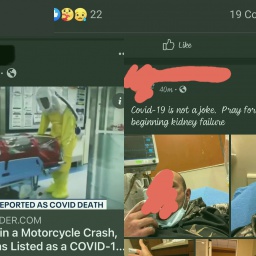 22
19 Co
Like
40m
Covid-19 is not a joke. Pray for
beginning kidney failure
REPORTED AS COVID DEATH
DER.COM
in a Motorcycle Crash,
as Listed as a COVID-1...